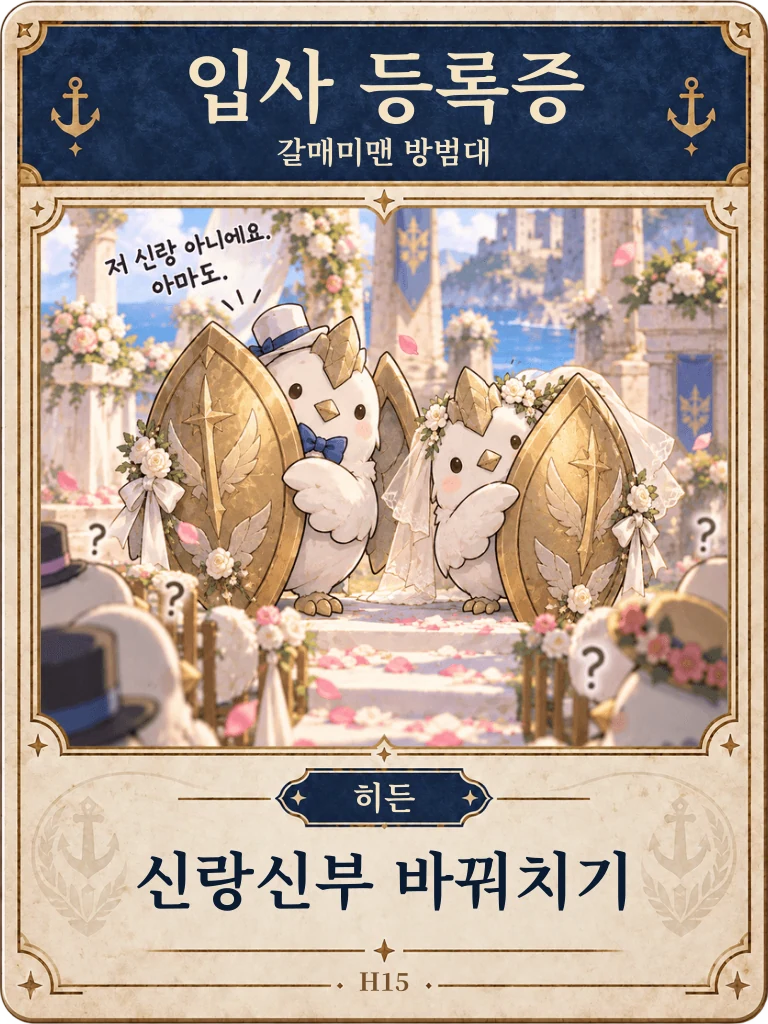 입사 등록증
갈매미맨 방범대
저 신랑 아니에요.
아마도.
?
?
?
?
히든
신랑신부 바꿔치기
· H15 ·